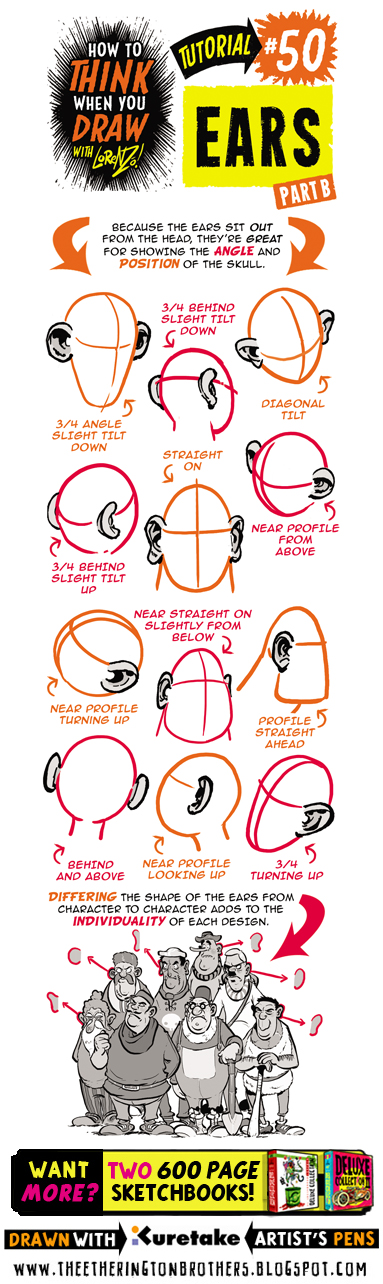 HOW TO
THINK
WHEN YOU
DRAW
WITH LORENZO!
TUTORIAL
#50
EARS
PART B
BECAUSE THE EARS SIT OUT
FROM THE HEAD, THEY'RE GREAT
FOR SHOWING THE ANGLE AND
POSITION OF THE SKULL.
3/4 BEHIND
SLIGHT TILT
DOWN
3/4 ANGLE
SLIGHT TILT
DOWN
DIAGONAL
TILT
STRAIGHT
ON
NEAR PROFILE
FROM
ABOVE
3/4 BEHIND
SLIGHT TILT
UP
NEAR STRAIGHT ON
SLIGHTLY FROM
BELOW
NEAR PROFILE
TURNING UP
PROFILE
STRAIGHT
AHEAD
BEHIND
AND ABOVE
NEAR PROFILE
LOOKING UP
3/4
TURNING UP
DIFFERING THE SHAPE OF THE EARS FROM
CHARACTER TO CHARACTER ADDS TO THE
INDIVIDUALITY OF EACH DESIGN.
WANT
MORE?
TWO 600 PAGE
SKETCHBOOKS!
DELUXE COLLECTION
DELUXE
COLLECTION II
DRAWN WITH Kuretake ARTIST'S PENS
WWW.THEETHERINGTONBROTHERS.BLOGSPOT.COM